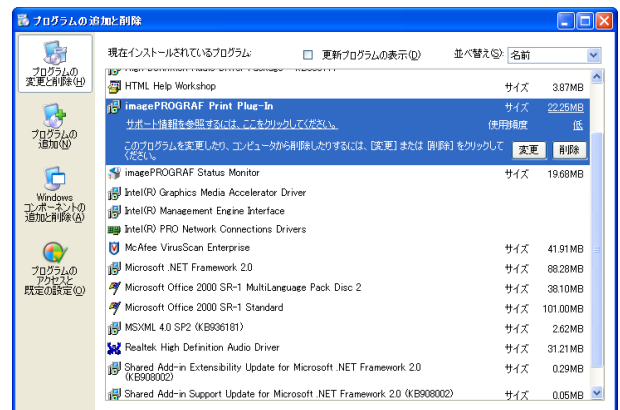 プログラムの追加と削除
プログラムの
変更と削除(H)
プログラムの
追加(N)
Windows
コンポーネントの
追加と削除(A)
プログラムの
アクセスと
既定の設定(O)
現在インストールされているプログラム:
更新プログラムの表示(D)
並べ替え(S): 名前
HTML Help Workshop サイズ 3.87MB
imagePROGRAF Print Plug-In サイズ 22.25MB
サポート情報を参照するには、ここをクリックしてください。 使用頻度 低
このプログラムを変更したり、コンピュータから削除したりするには、[変更] または [削除] をクリックして
ください。 変更 削除
imagePROGRAF Status Monitor サイズ 19.68MB
Intel(R) Graphics Media Accelerator Driver
Intel(R) Management Engine Interface
Intel(R) PRO Network Connections Drivers
McAfee VirusScan Enterprise サイズ 41.91MB
Microsoft .NET Framework 2.0 サイズ 88.28MB
Microsoft Office 2000 SR-1 MultiLanguage Pack Disc 2 サイズ 38.10MB
Microsoft Office 2000 SR-1 Standard サイズ 101.00MB
MSXML 4.0 SP2 (KB936181) サイズ 2.62MB
Realtek High Definition Audio Driver サイズ 31.21MB
Shared Add-in Extensibility Update for Microsoft .NET Framework 2.0
(KB908002) サイズ 0.29MB
Shared Add-in Support Update for Microsoft .NET Framework 2.0 (KB908002) サイズ 0.05MB